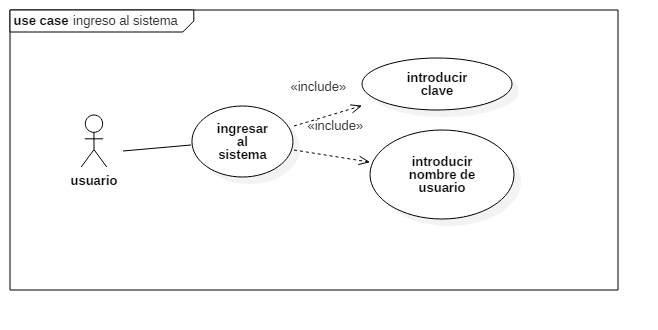 use case ingreso al sistema
«include»
introducir
clave
«include»
ingresar
al
sistema
introducir
nombre de
usuario
usuario